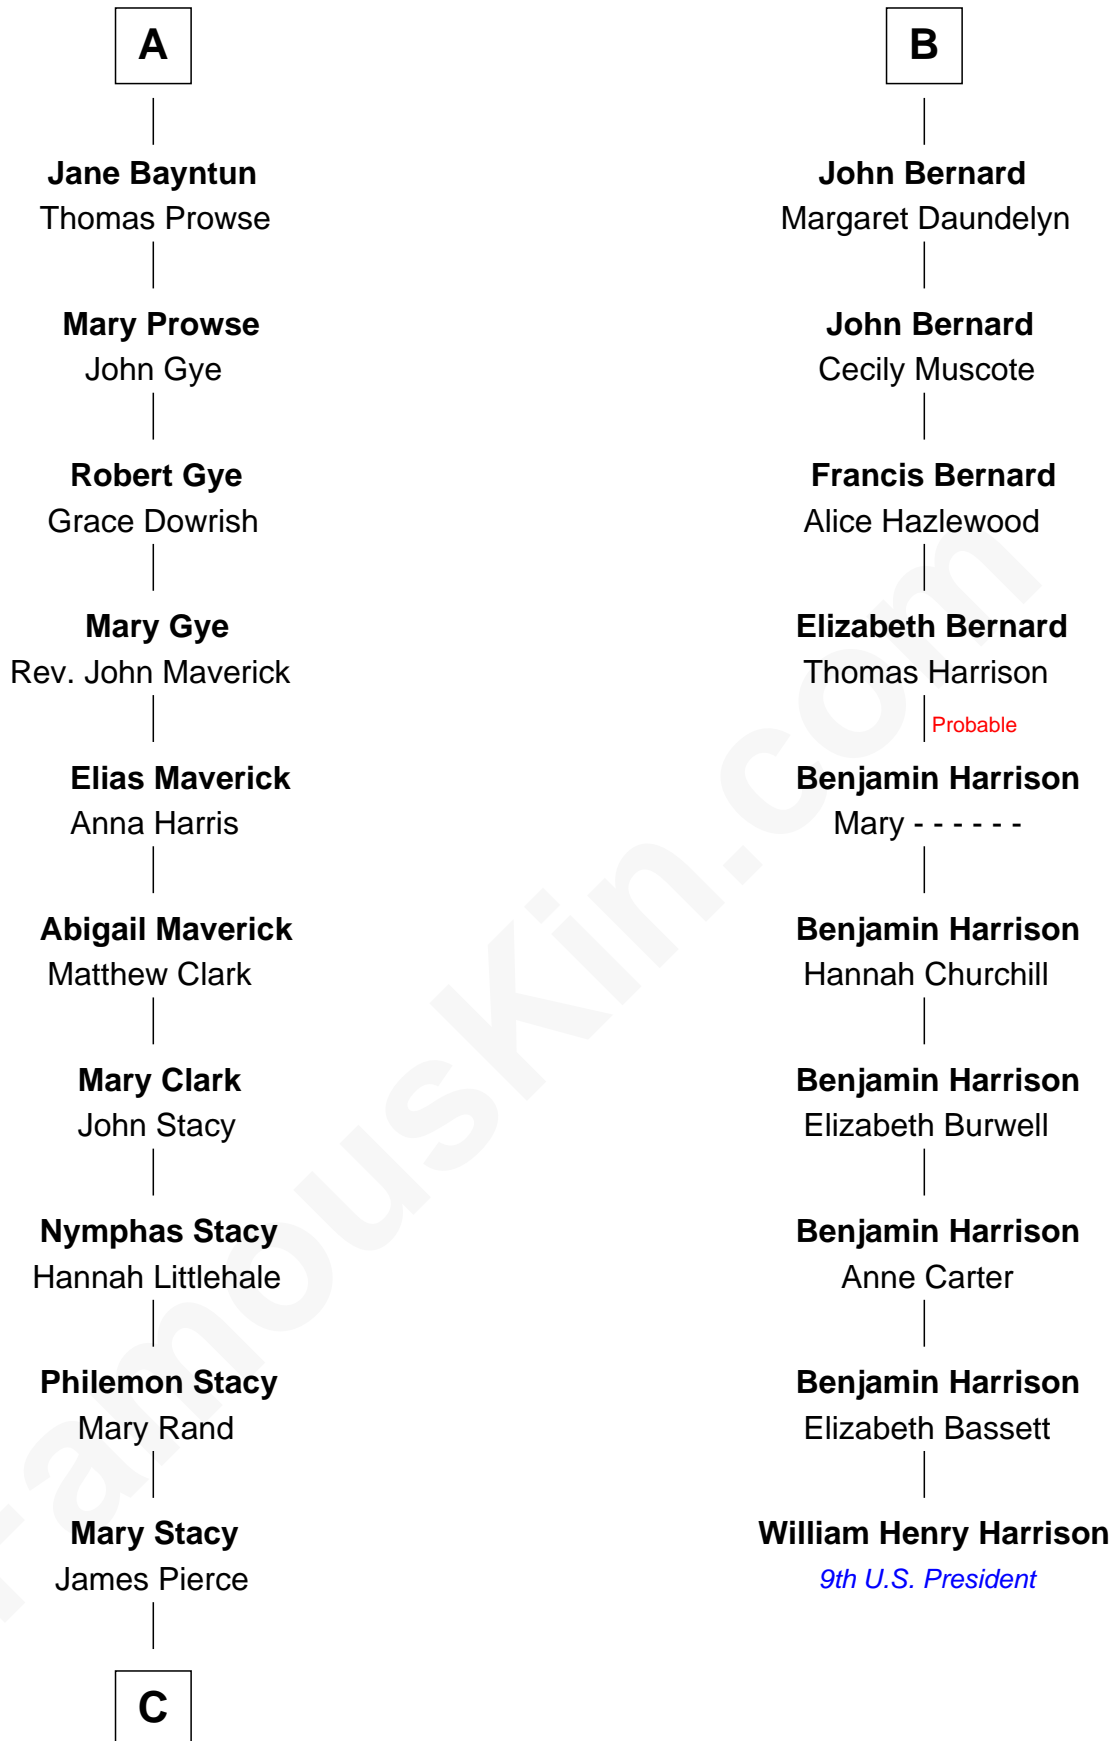 A
Jane Bayntun
Thomas Prowse
Mary Prowse
John Gye
Robert Gye
Grace Dowrish
Mary Gye
Rev. John Maverick
Elias Maverick
Anna Harris
Abigail Maverick
Matthew Clark
Mary Clark
John Stacy
Nymphas Stacy
Hannah Littlehale
Philemon Stacy
Mary Rand
Mary Stacy
James Pierce
C
B
John Bernard
Margaret Daundelyn
John Bernard
Cecily Muscote
Francis Bernard
Alice Hazlewood
Elizabeth Bernard
Thomas Harrison
Probable
Benjamin Harrison
Mary - - - - - -
Benjamin Harrison
Hannah Churchill
Benjamin Harrison
Elizabeth Burwell
Benjamin Harrison
Anne Carter
Benjamin Harrison
Elizabeth Bassett
William Henry Harrison
9th U.S. President
FamousKin.com